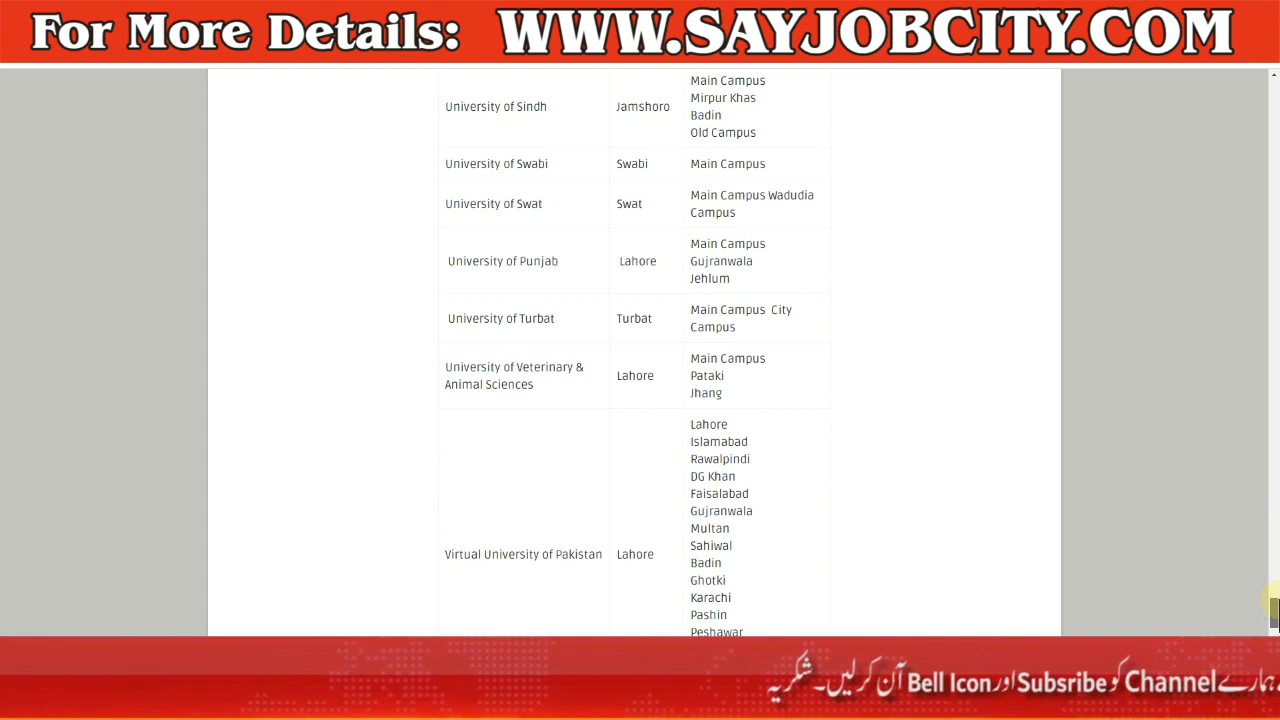 For More Details: WWW.SAYJOBCITY.COM
University of Sindh
Jamshoro
Main Campus
Mirpur Khas
Badin
Old Campus
University of Swabi
Swabi
Main Campus
University of Swat
Swat
Main Campus Wadudia
Campus
University of Punjab
Lahore
Main Campus
Gujranwala
Jehlum
University of Turbat
Turbat
Main Campus City
Campus
University of Veterinary &
Animal Sciences
Lahore
Main Campus
Pataki
Jhang
Virtual University of Pakistan
Lahore
Lahore
Islamabad
Rawalpindi
DG Khan
Faisalabad
Gujranwala
Multan
Sahiwal
Badin
Ghotki
Karachi
Pashin
Peshawar
ہمارے Channel کو Subsribe اور Bell Icon آن کرلیں۔ شکریہ